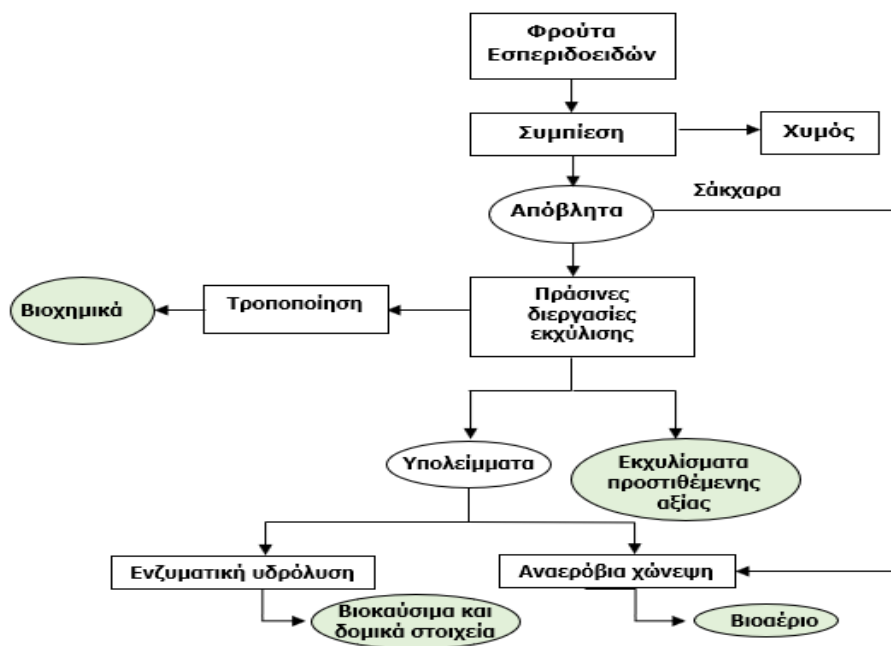 Φρούτα
Εσπεριδοειδών
Συμπίεση
Χυμός
Σάκχαρα
Απόβλητα
Πράσινες
διεργασίες
εκχύλισης
Τροποποίηση
Βιοχημικά
Υπολείμματα
Εκχυλίσματα
προστιθέμενης
αξίας
Ενζυματική υδρόλυση
Αναερόβια χώνεψη
Βιοκαύσιμα και
δομικά στοιχεία
Βιοαέριο